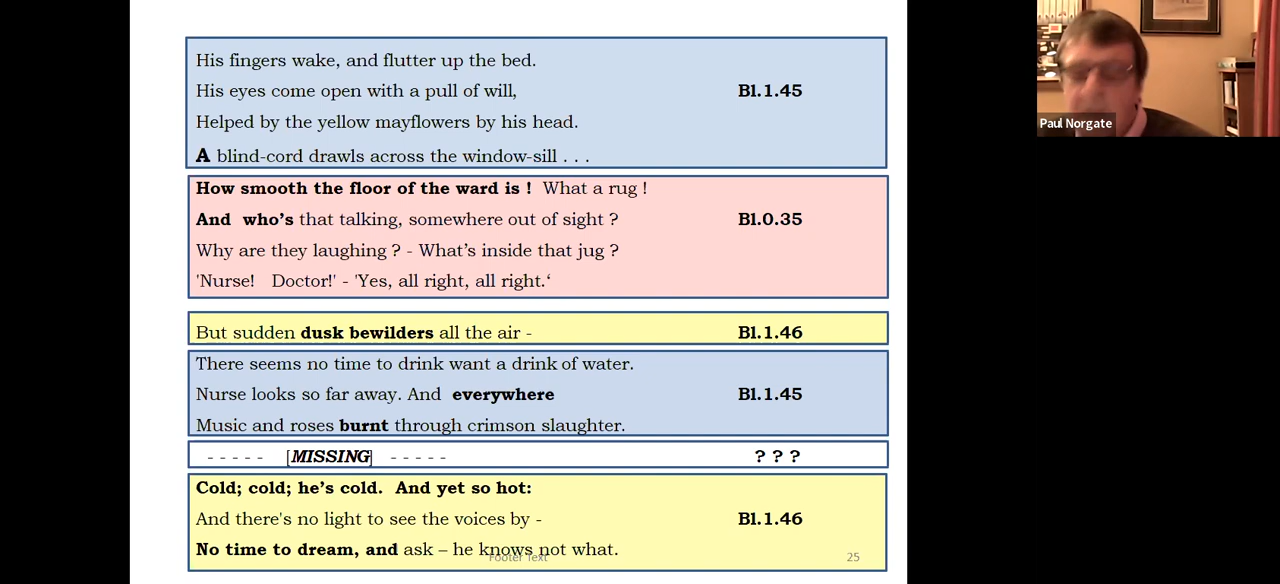 His fingers wake, and flutter up the bed.
His eyes come open with a pull of will, Bl.1.45
Helped by the yellow mayflowers by his head.
A blind-cord drawls across the window-sill . . .
How smooth the floor of the ward is ! What a rug !
And who's that talking, somewhere out of sight ? Bl.0.35
Why are they laughing ? - What's inside that jug ?
'Nurse! Doctor!' - 'Yes, all right, all right.‘
But sudden dusk bewilders all the air - Bl.1.46
There seems no time to drink want a drink of water.
Nurse looks so far away. And everywhere Bl.1.45
Music and roses burnt through crimson slaughter.
- - - - - [MISSING] - - - - - ? ? ?
Cold; cold; he's cold. And yet so hot:
And there's no light to see the voices by - Bl.1.46
No time to dream, and ask – he knows not what.
Footer Text 25
Paul Norgate